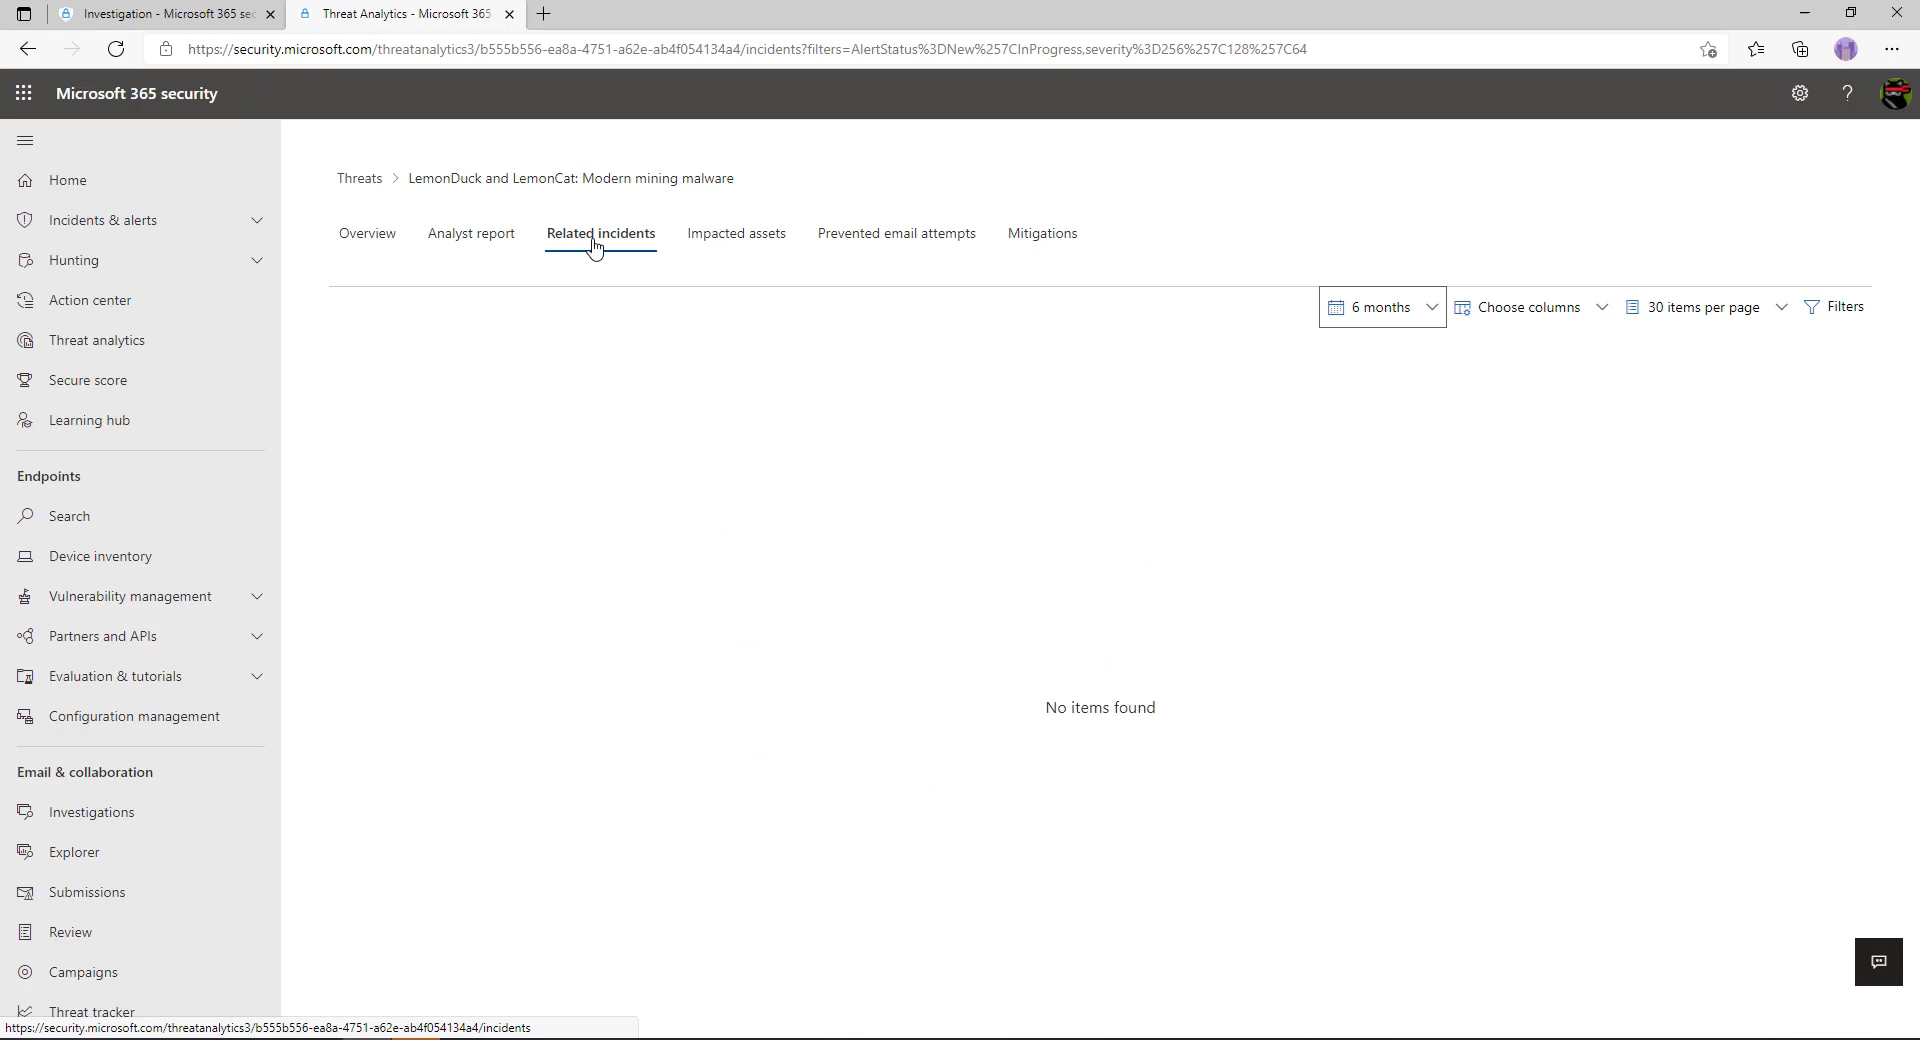 Investigation - Microsoft 365 sec
Threat Analytics - Microsoft 365
https://security.microsoft.com/threatanalytics3/b555b556-ea8a-4751-a62e-ab4f054134a4/incidents?filters=AlertStatus%3DNew%257CInProgress,severity%3D256%257C128%257C64
Microsoft 365 security
Home
Incidents & alerts
Hunting
Action center
Threat analytics
Secure score
Learning hub
Endpoints
Search
Device inventory
Vulnerability management
Partners and APIs
Evaluation & tutorials
Configuration management
Email & collaboration
Investigations
Explorer
Submissions
Review
Campaigns
Threat tracker
Threats > LemonDuck and LemonCat: Modern mining malware
Overview Analyst report Related incidents Impacted assets Prevented email attempts Mitigations
6 months Choose columns 30 items per page Filters
No items found
https://security.microsoft.com/threatanalytics3/b555b556-ea8a-4751-a62e-ab4f054134a4/incidents